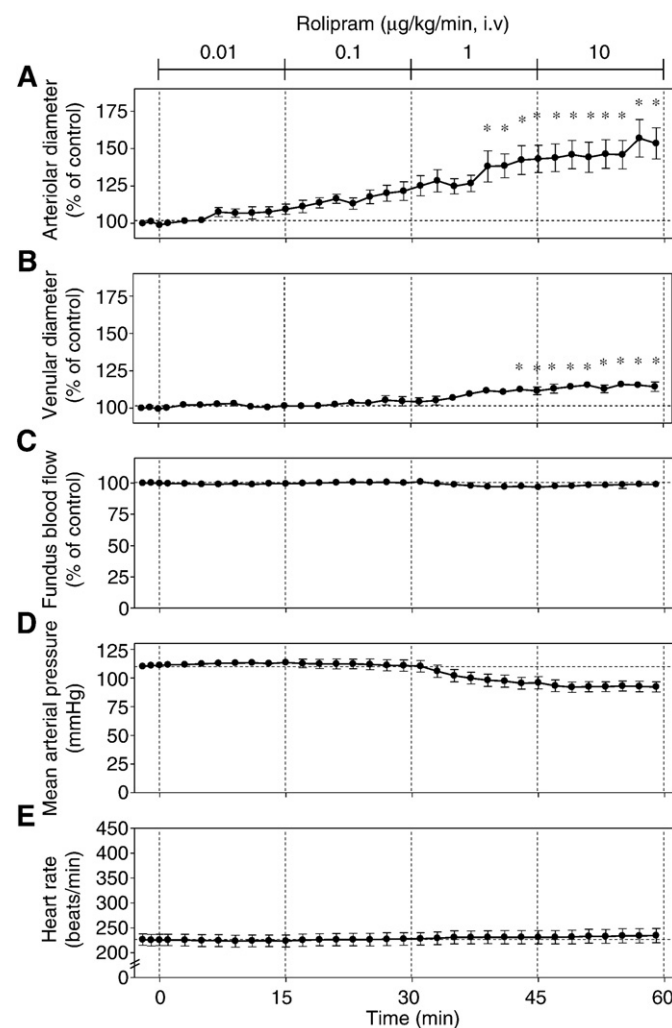 Rolipram (µg/kg/min, i.v)
0.01 0.1 1 10
A
Arteriolar diameter
(% of control)
175
150
125
100
* * * * * * * * * * *
B
Venular diameter
(% of control)
175
150
125
100
* * * * * * * * *
C
Fundus blood flow
(% of control)
100
75
50
25
0
D
Mean arterial pressure
(mmHg)
125
100
75
50
25
0
E
Heart rate
(beats/min)
450
400
350
300
250
200
0
0 15 30 45 60
Time (min)